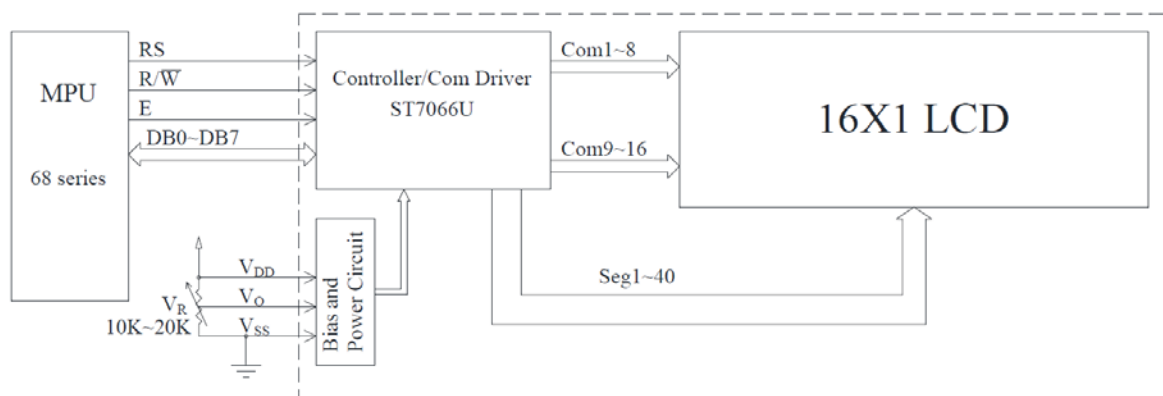 MPU
68 series
RS
R/W̅
E
DB0~DB7
Controller/Com Driver
ST7066U
Com1~8
Com9~16
16X1 LCD
Seg1~40
VDD
VR
VO
10K~20K
VSS
Bias and
Power Circuit